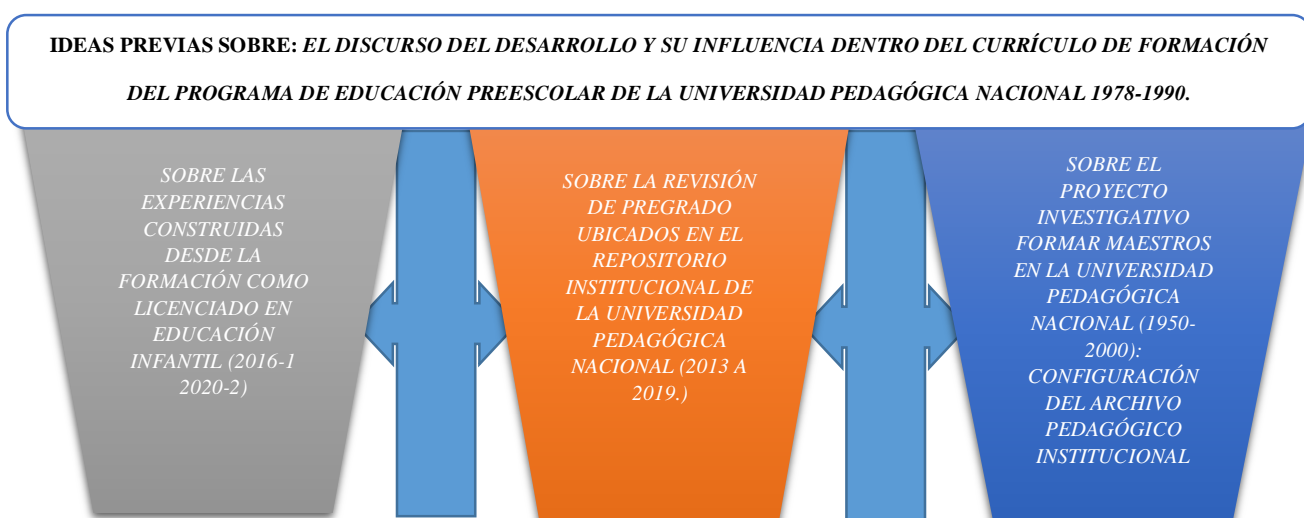 IDEAS PREVIAS SOBRE: EL DISCURSO DEL DESARROLLO Y SU INFLUENCIA DENTRO DEL CURRÍCULO DE FORMACIÓN
DEL PROGRAMA DE EDUCACIÓN PREESCOLAR DE LA UNIVERSIDAD PEDAGÓGICA NACIONAL 1978-1990.
SOBRE LAS
EXPERIENCIAS
CONSTRUIDAS
DESDE LA
FORMACIÓN COMO
LICENCIADO EN
EDUCACIÓN
INFANTIL (2016-1
2020-2)
SOBRE LA REVISIÓN
DE PREGRADO
UBICADOS EN EL
REPOSITORIO
INSTITUCIONAL DE
LA UNIVERSIDAD
PEDAGÓGICA
NACIONAL (2013 A
2019.)
SOBRE EL
PROYECTO
INVESTIGATIVO
FORMAR MAESTROS
EN LA UNIVERSIDAD
PEDAGÓGICA
NACIONAL (1950-
2000):
CONFIGURACIÓN
DEL ARCHIVO
PEDAGÓGICO
INSTITUCIONAL